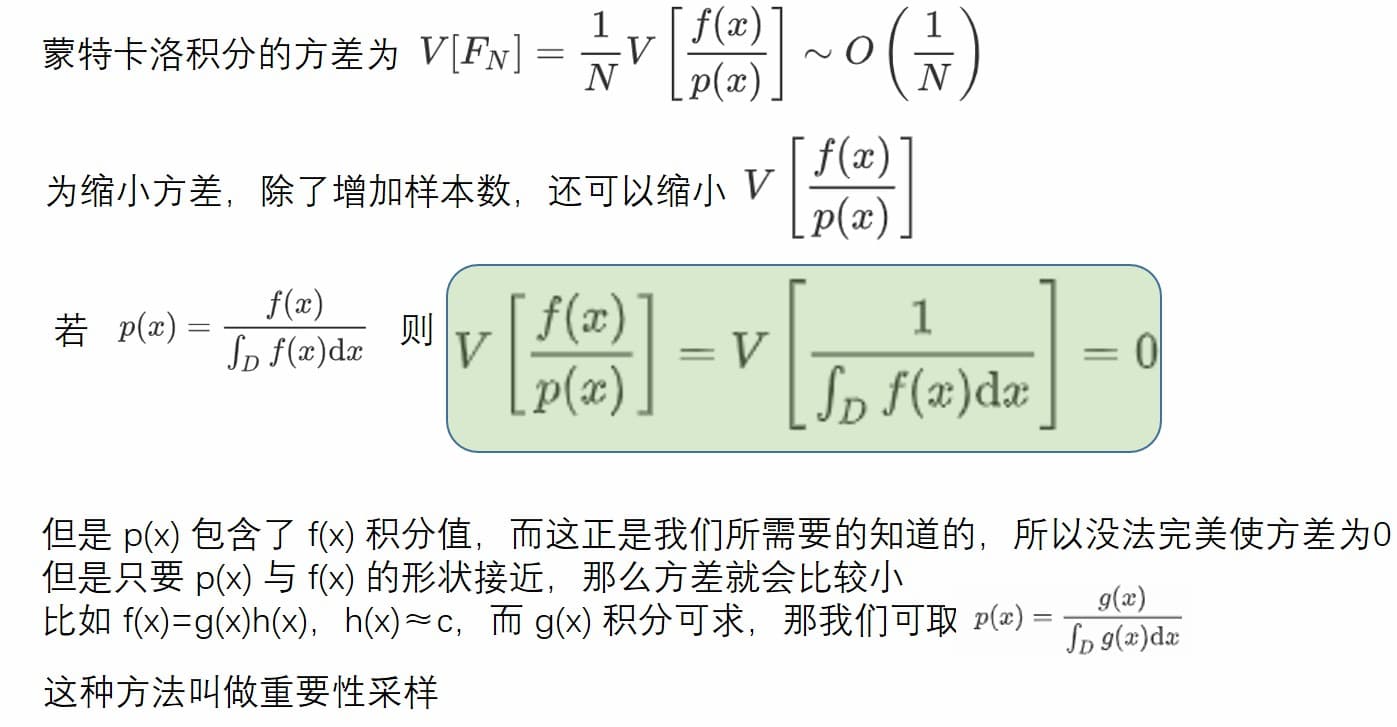 蒙特卡洛积分的方差为 $V[F_N] = \frac{1}{N} V\left[\frac{f(x)}{p(x)}\right] \sim O\left(\frac{1}{N}\right)$
为缩小方差，除了增加样本数，还可以缩小 $V\left[\frac{f(x)}{p(x)}\right]$
若 $p(x) = \frac{f(x)}{\int_D f(x)\mathrm{d}x}$ 则 $V\left[\frac{f(x)}{p(x)}\right] = V\left[\frac{1}{\int_D f(x)\mathrm{d}x}\right] = 0$
但是 p(x) 包含了 f(x) 积分值，而这正是我们所需要的知道的，所以没法完美使方差为0
但是只要 p(x) 与 f(x) 的形状接近，那么方差就会比较小
比如 f(x)=g(x)h(x)，h(x)≈c，而 g(x) 积分可求，那我们可取 $p(x) = \frac{g(x)}{\int_D g(x)\mathrm{d}x}$
这种方法叫做重要性采样